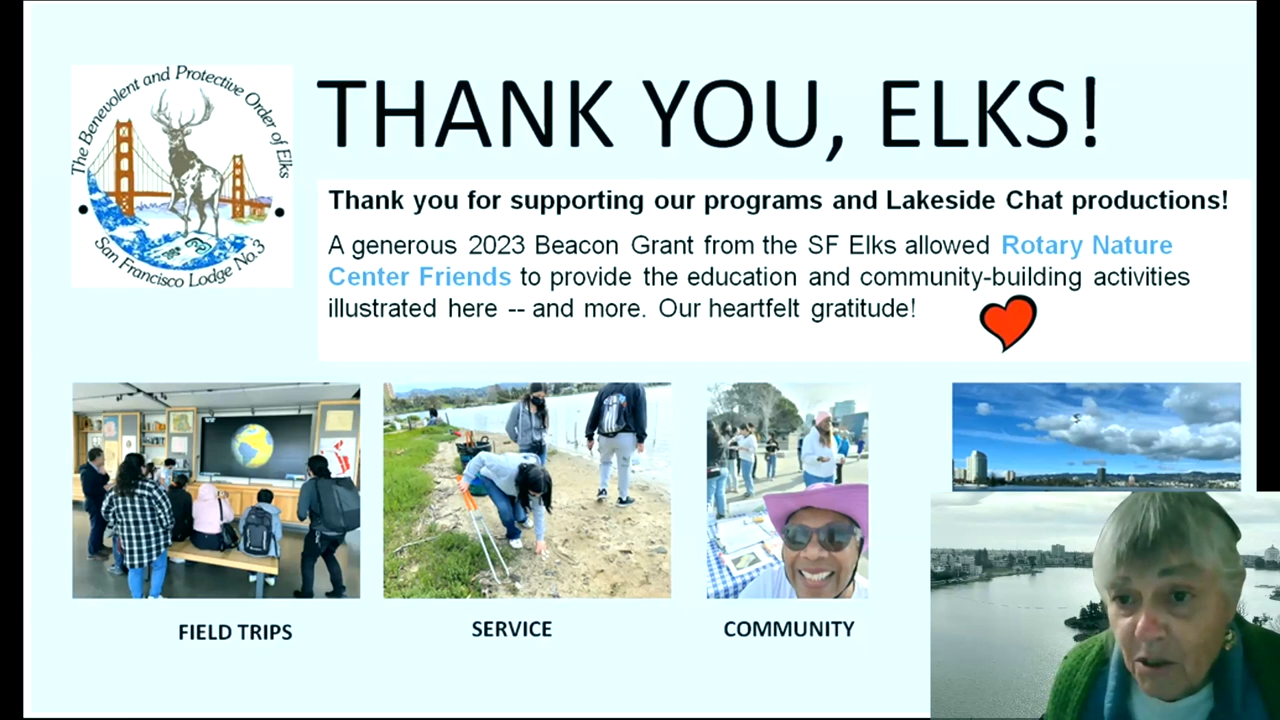 The Benevolent and Protective Order of Elks
San Francisco Lodge No.3
THANK YOU, ELKS!
Thank you for supporting our programs and Lakeside Chat productions!
A generous 2023 Beacon Grant from the SF Elks allowed Rotary Nature
Center Friends to provide the education and community-building activities
illustrated here -- and more. Our heartfelt gratitude!
FIELD TRIPS
SERVICE
COMMUNITY